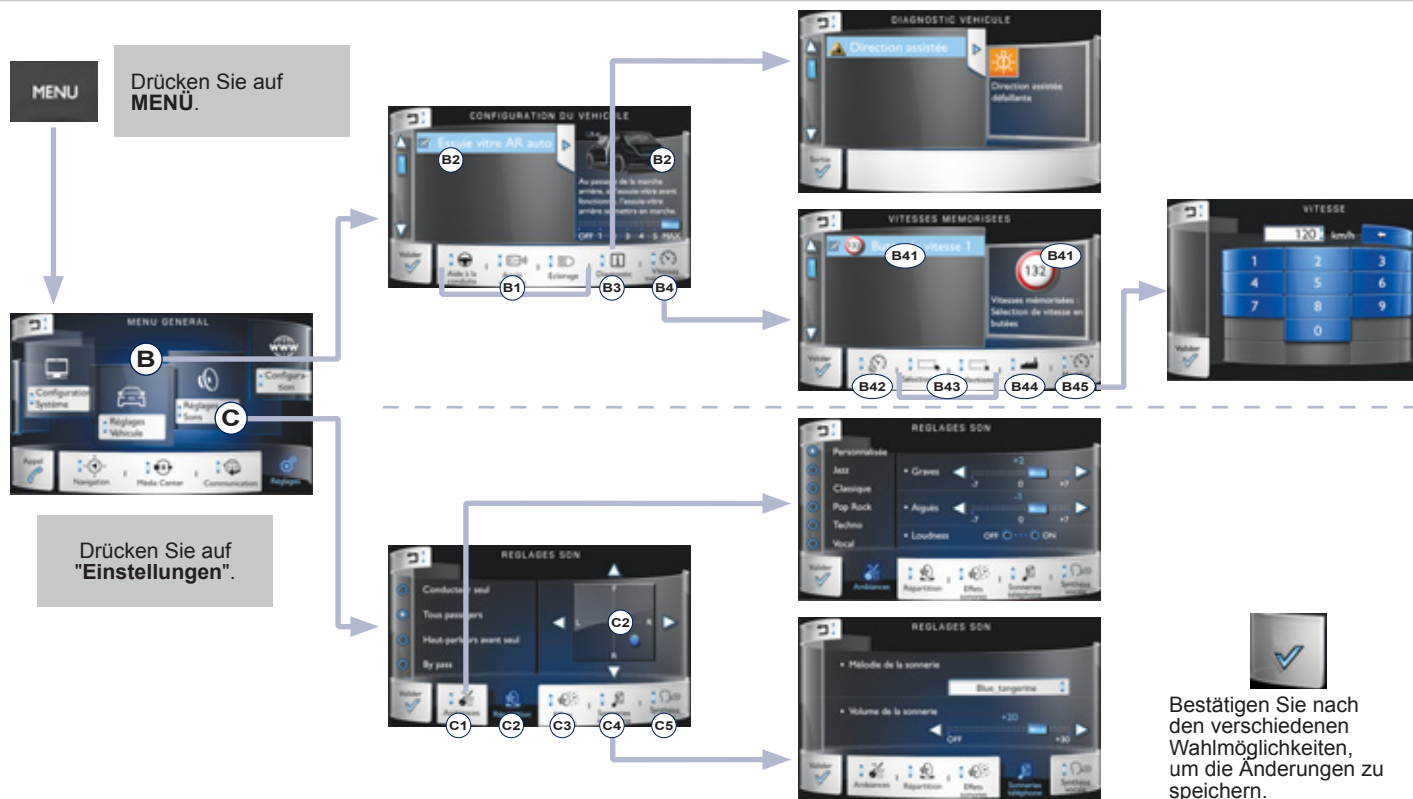 MENU
Drücken Sie auf
MENÜ.
CONFIGURATION DU VEHICULE
Essuie vitre AR auto
B2
B2
Au passage de la marche
arrière, si l'essuie-vitre avant
fonctionne, l'essuie-vitre
arrière se mettre en marche.
OFF 1 3 4 5 MAX
Valider
Aide à la
conduite
Eclairage
B1
B3
B4
DIAGNOSTIC VEHICULE
Direction assistée
Direction assistée
défaillante
Sortie
VITESSES MEMORISEES
vitesse 1
B41
B41
132
Vitesses mémorisées :
Sélection de vitesse en
butées
Valider
B42
B43
B44
B45
VITESSE
120 km/h
1 2 3
4 5 6
7 8 9
0
Valider
MENU GENERAL
B
www
Configuration
Système
Réglages
Véhicule
Réglages
Sons
C
Configura-
tion
Appel
Navigation
Média Center
Communication
Réglages
Drücken Sie auf
"Einstellungen".
REGLAGES SON
Conducteur seul
Tous passagers
Haut-parleurs avant seul
By pass
F
L
C2
R
R
Valider
C1
C2
C3
C4
C5
REGLAGES SON
Personnalisée
Jazz
Classique
Pop Rock
Techno
Vocal
• Graves
+2
-7 0 +7
• Aiguës
-1
-7 0 +7
• Loudness
OFF ON
Valider
Ambiances
Répartition
Effets
sonores
Sonneries
téléphone
Synthèse
vocale
REGLAGES SON
• Mélodie de la sonnerie
Blue_tangerine
• Volume de la sonnerie
+20
OFF +30
Valider
Ambiances
Répartition
Effets
sonores
Sonneries
téléphone
Synthèse
vocale
Bestätigen Sie nach
den verschiedenen
Wahlmöglichkeiten,
um die Änderungen zu
speichern.